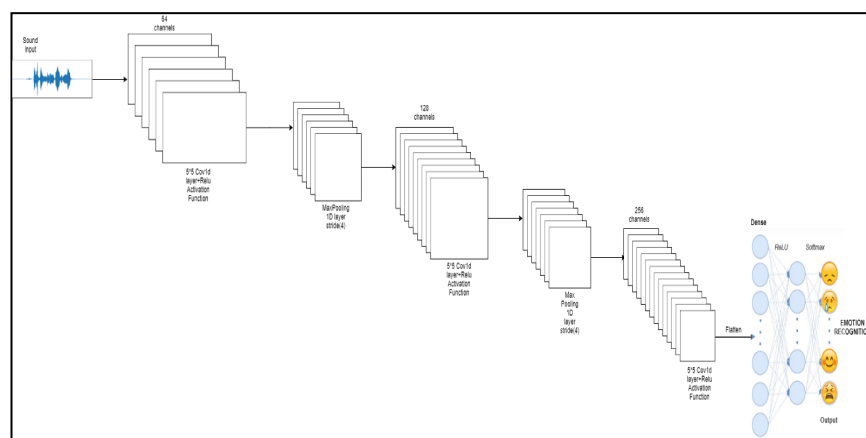 Sound
Input
64
channels
5*5 Cov1d
layer+Relu
Activation
Function
MaxPooling
1D layer
stride(4)
128
channels
5*5 Cov1d
layer+Relu
Activation
Function
Max
Pooling
1D
layer
stride(4)
256
channels
5*5 Cov1d
layer+Relu
Activation
Function
Flatten
Dense
ReLU
Softmax
EMOTION
RECOGNITION
Output